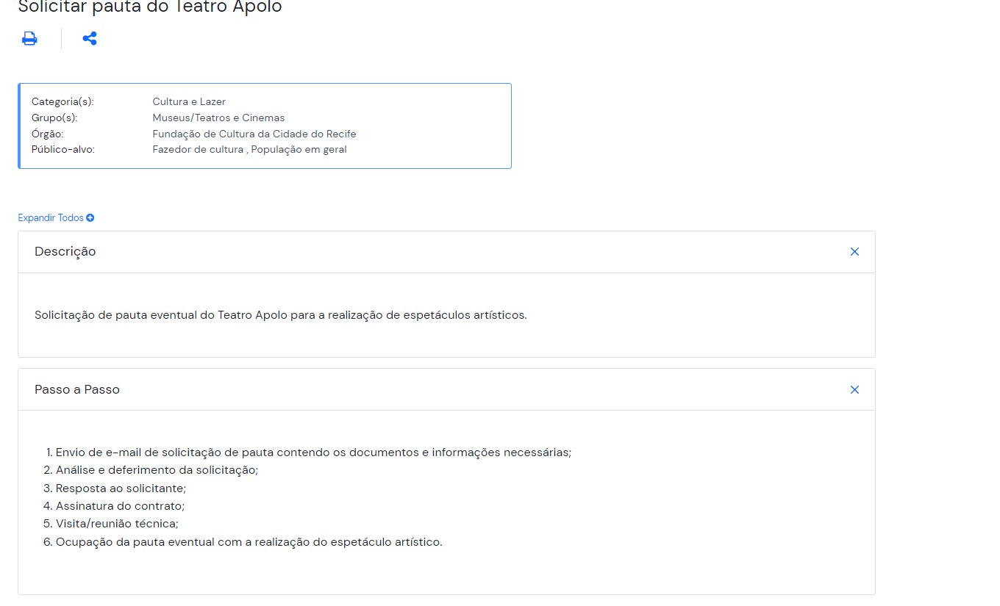 Solicitar pauta do Teatro Apolo
Categoria(s): Cultura e Lazer
Grupo(s): Museus/Teatros e Cinemas
Órgão: Fundação de Cultura da Cidade do Recife
Público-alvo: Fazedor de cultura , População em geral
Expandir Todos
Descrição
Solicitação de pauta eventual do Teatro Apolo para a realização de espetáculos artísticos.
Passo a Passo
1. Envio de e-mail de solicitação de pauta contendo os documentos e informações necessárias;
2. Análise e deferimento da solicitação;
3. Resposta ao solicitante;
4. Assinatura do contrato;
5. Visita/reunião técnica;
6. Ocupação da pauta eventual com a realização do espetáculo artístico.